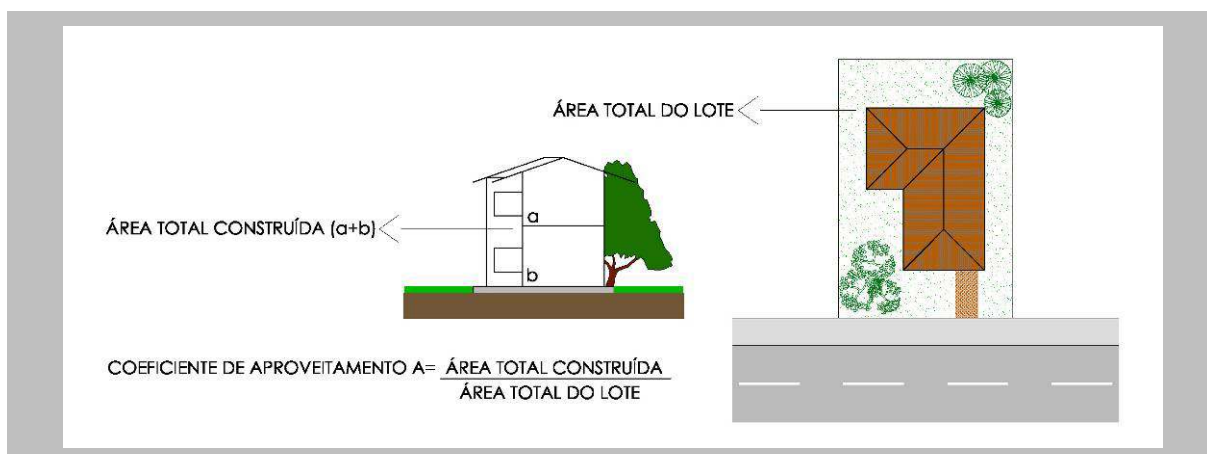 ÁREA TOTAL DO LOTE
a
ÁREA TOTAL CONSTRUÍDA (a+b)
b
COEFICIENTE DE APROVEITAMENTO A= ÁREA TOTAL CONSTRUÍDA
ÁREA TOTAL DO LOTE